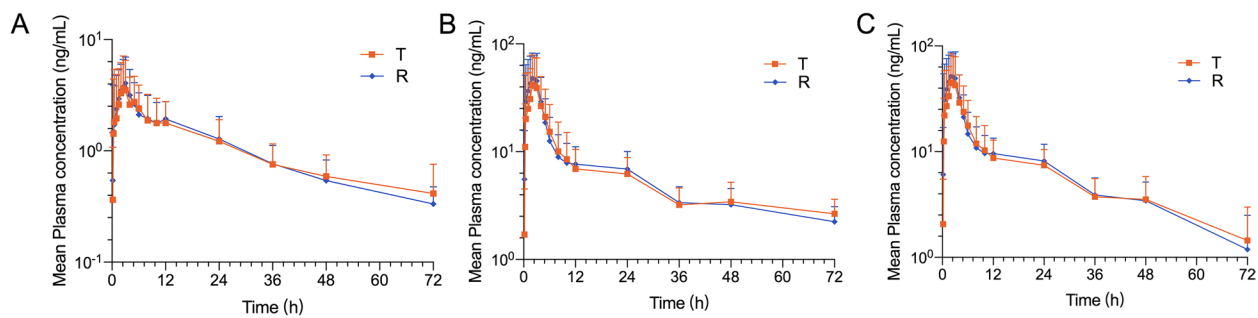 A
Mean Plasma concentration (ng/mL)
10¹
10⁰
10⁻¹
0 12 24 36 48 60 72
Time (h)
T
R
B
Mean Plasma concentration (ng/mL)
10²
10¹
10⁰
0 12 24 36 48 60 72
Time (h)
T
R
C
Mean Plasma concentration (ng/mL)
10²
10¹
10⁰
0 12 24 36 48 60 72
Time (h)
T
R